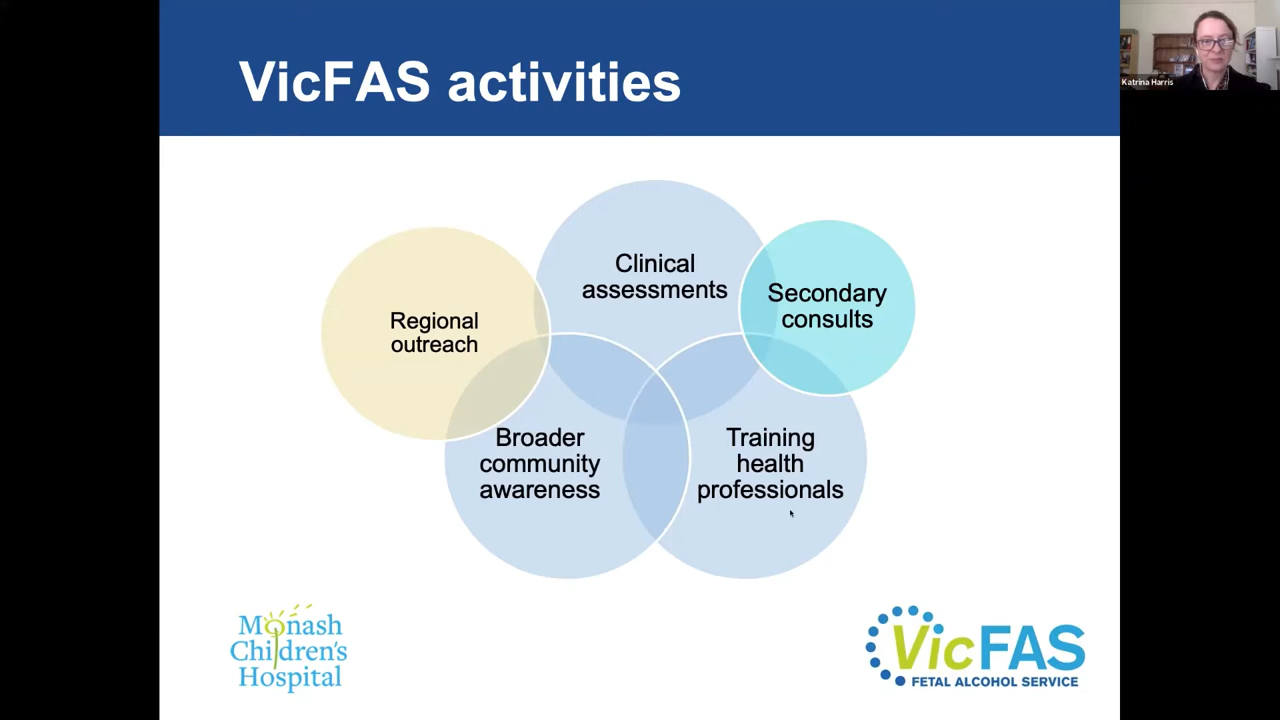 VicFAS activities
Katrina Harris
Clinical
assessments
Secondary
consults
Regional
outreach
Broader
community
awareness
Training
health
professionals
Monash
Children's
Hospital
VicFAS
FETAL ALCOHOL SERVICE